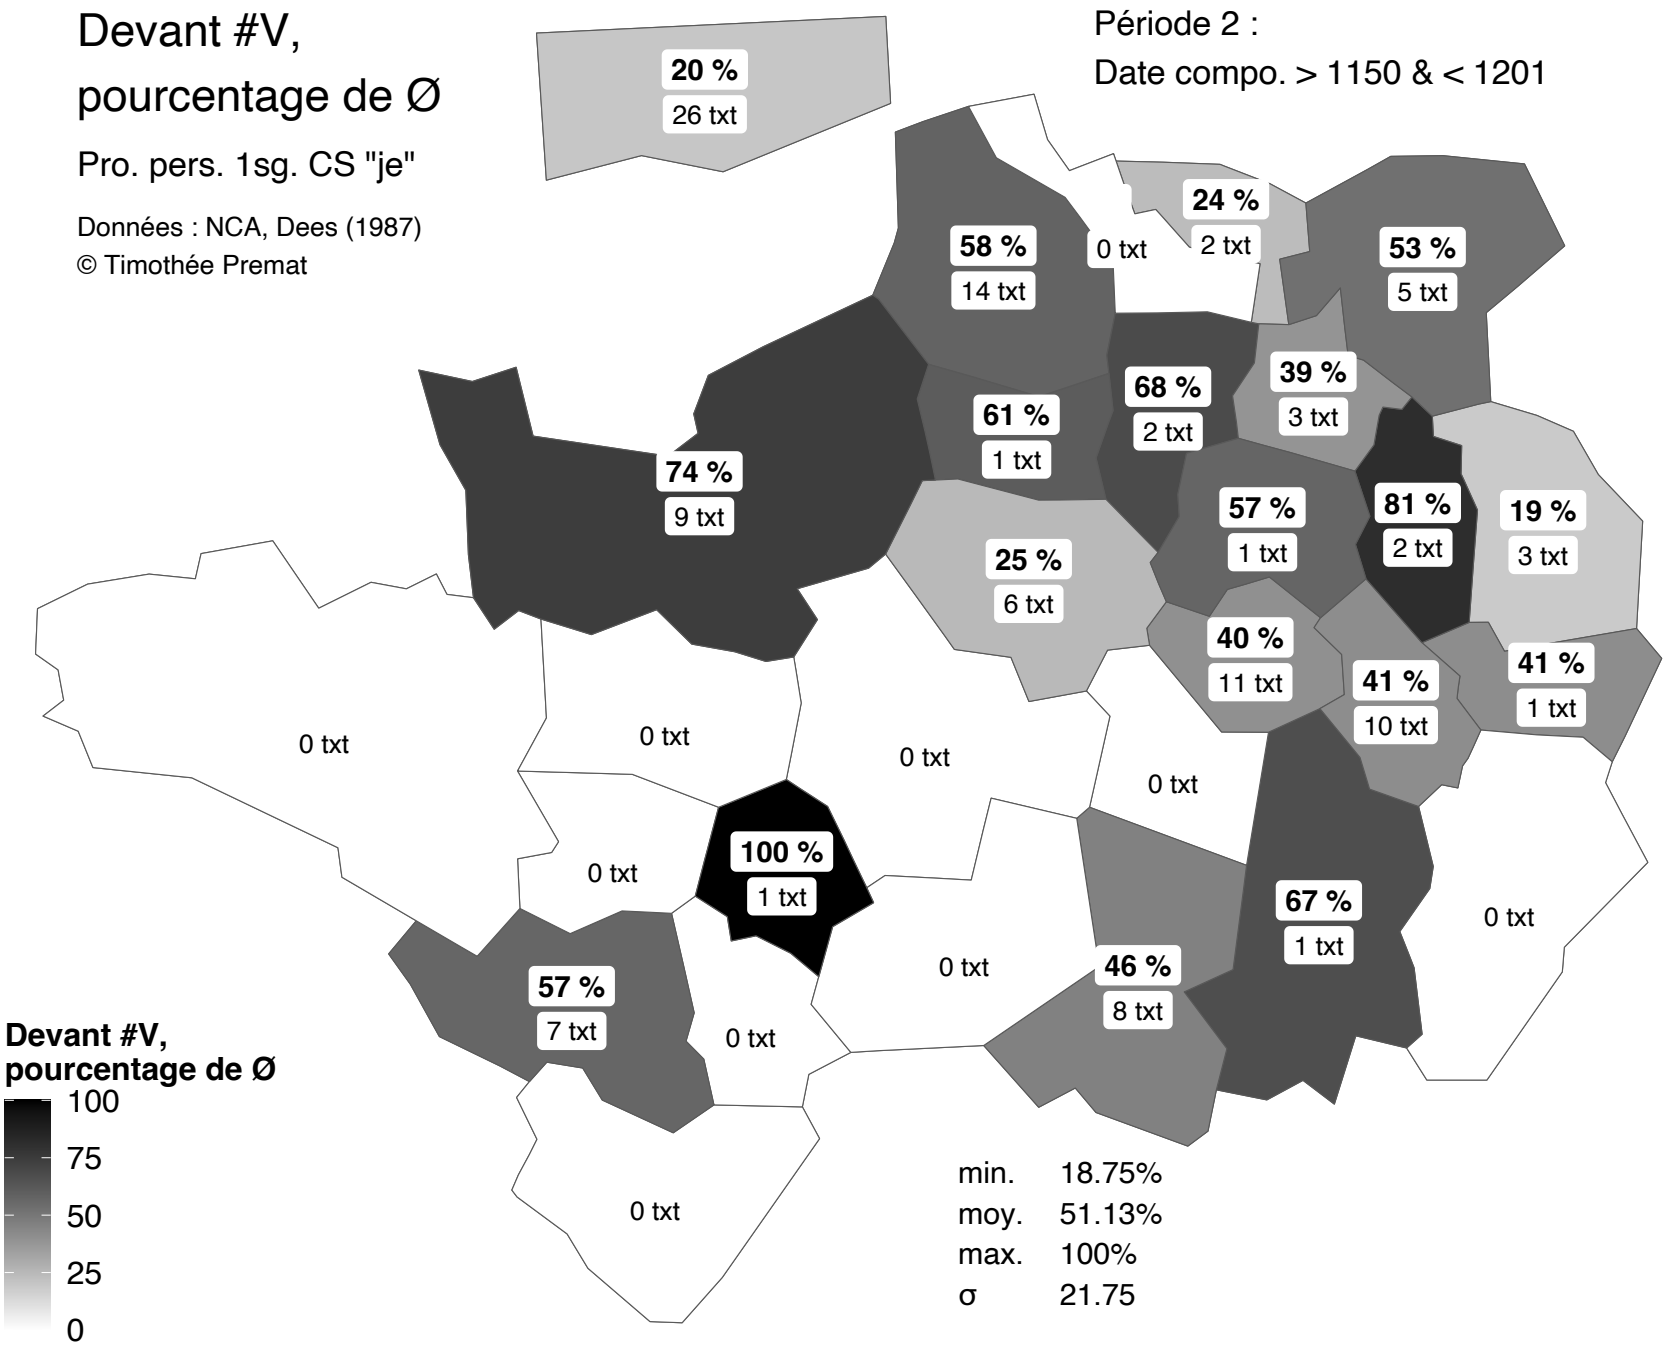 Devant #V,
pourcentage de Ø
Pro. pers. 1sg. CS "je"
Données : NCA, Dees (1987)
© Timothée Premat
Période 2 :
Date compo. > 1150 & < 1201
20 %
26 txt
24 %
2 txt
58 %
14 txt
0 txt
53 %
5 txt
39 %
3 txt
68 %
2 txt
61 %
1 txt
74 %
9 txt
57 %
1 txt
81 %
2 txt
19 %
3 txt
25 %
6 txt
40 %
11 txt
41 %
10 txt
41 %
1 txt
0 txt
0 txt
0 txt
0 txt
0 txt
100 %
1 txt
67 %
1 txt
0 txt
0 txt
46 %
8 txt
57 %
7 txt
0 txt
0 txt
Devant #V,
pourcentage de Ø
100
75
50
25
0
min. 18.75%
moy. 51.13%
max. 100%
σ 21.75